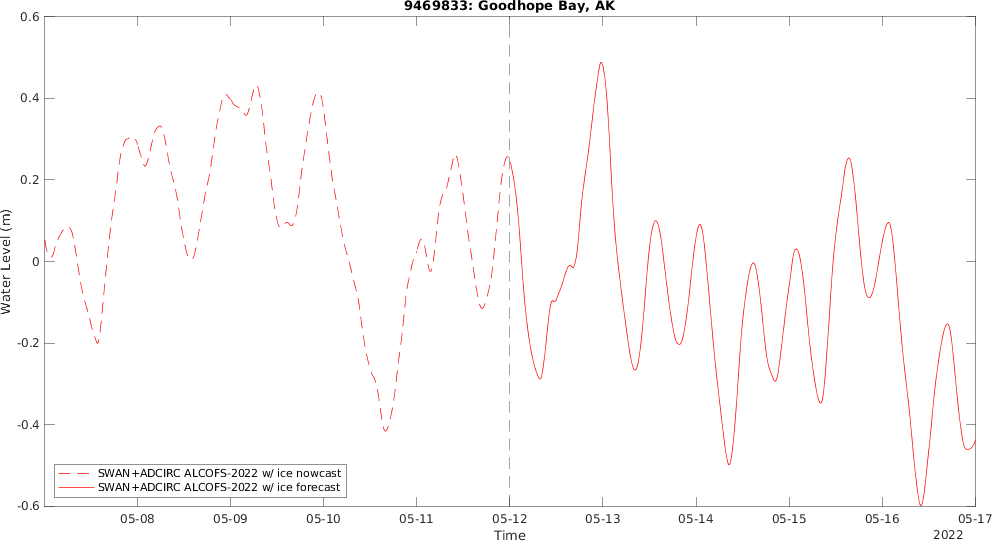 9469833: Goodhope Bay, AK
Water Level (m)
0.6
0.4
0.2
0
-0.2
-0.4
-0.6
SWAN+ADCIRC ALCOFS-2022 w/ ice nowcast
SWAN+ADCIRC ALCOFS-2022 w/ ice forecast
05-08 05-09 05-10 05-11 05-12 05-13 05-14 05-15 05-16 05-17
Time
2022